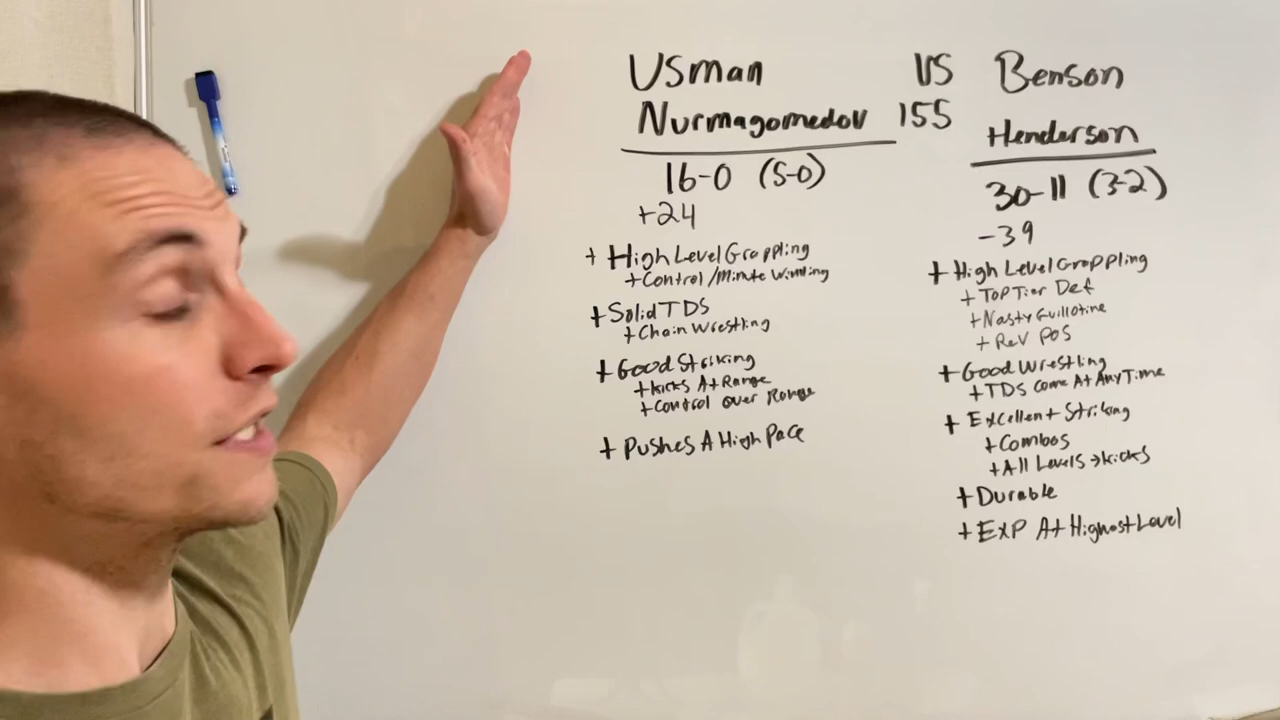 Usman VS Benson
Nurmagomedov 155 Henderson
16-0 (5-0)
+24
+ High Level Grappling
+ Control / Minute Winning
+ Solid TDS
+ Chain Wrestling
+ Good Striking
+ Kicks At Range
+ Control Over Range
+ Pushes A High Pace
30-11 (3-2)
-39
+ High Level Grappling
+ Top Tier Def
+ Nasty Guillotine
+ Rev Pos
+ Good Wrestling
+ TDS Come At Any Time
+ Excellent Striking
+ Combos
+ All Levels → Kicks
+ Durable
+ Exp At Highest Level